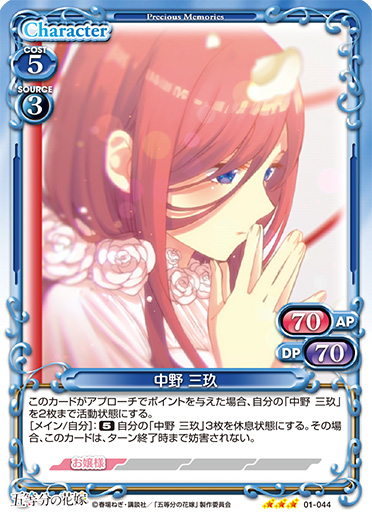 Precious Memories
Character
COST
5
SOURCE
3
70 AP
DP 70
中野 三玖
このカードがアプローチでポイントを与えた場合、自分の「中野 三玖」
を2枚まで活動状態にする。
[メイン/自分]:5 自分の「中野 三玖」3枚を休息状態にする。その場
合、このカードは、ターン終了時まで妨害されない。
お嬢様
五等分の花嫁
©春場ねぎ・講談社／「五等分の花嫁」製作委員会
01-044